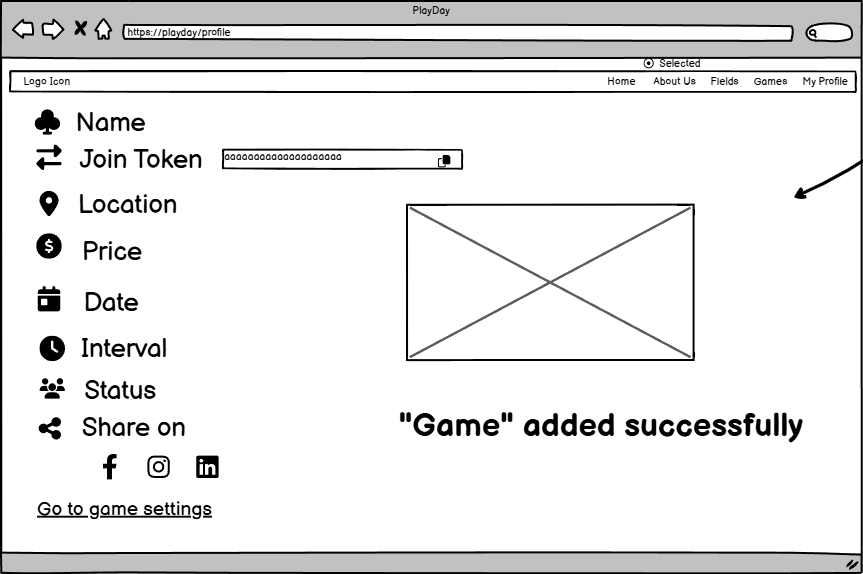 PlayDay
https://playday/profile
Selected
Logo Icon Home About Us Fields Games My Profile
Name
Join Token aaaaaaaaaaaaaaaaaaaa
Location
Price
Date
Interval
Status
"Game" added successfully
Share on
Go to game settings